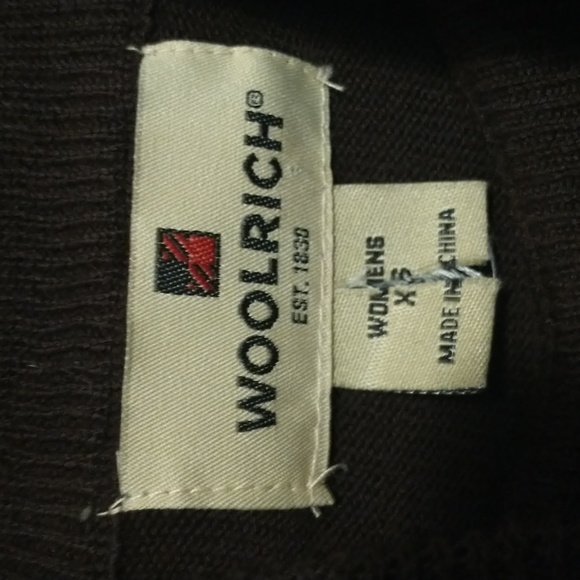 WOOLRICH®
EST. 1830
WOMENS
XS
MADE IN CHINA